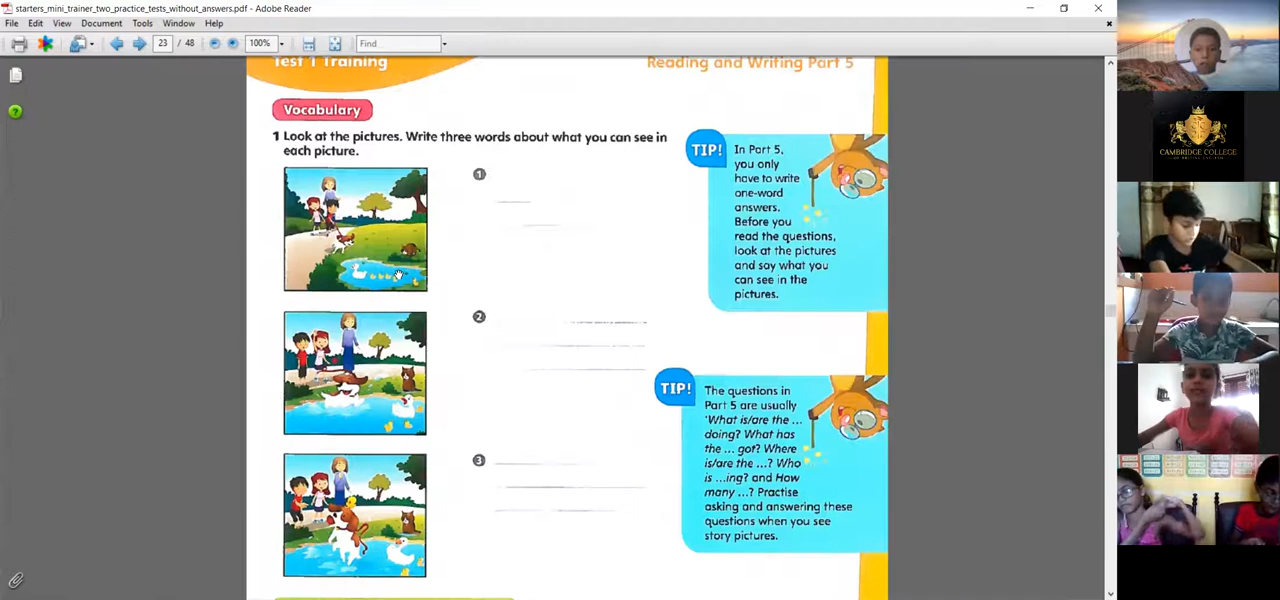 starters_mini_trainer_two_practice_tests_without_answers.pdf - Adobe Reader
File Edit View Document Tools Window Help
23 / 48 100% Find
Test 1 Training
Reading and Writing Part 5
Vocabulary
1 Look at the pictures. Write three words about what you can see in
each picture.
1
2
3
TIP!
In Part 5,
you only
have to write
one-word
answers.
Before you
read the questions,
look at the pictures
and say what you
can see in the
pictures.
TIP!
The questions in
Part 5 are usually
'What is/are the ...
doing? What has
the ... got? Where
is/are the ...? Who
is ...ing? and How
many ...? Practise
asking and answering these
questions when you see
story pictures.
CAMBRIDGE COLLEGE